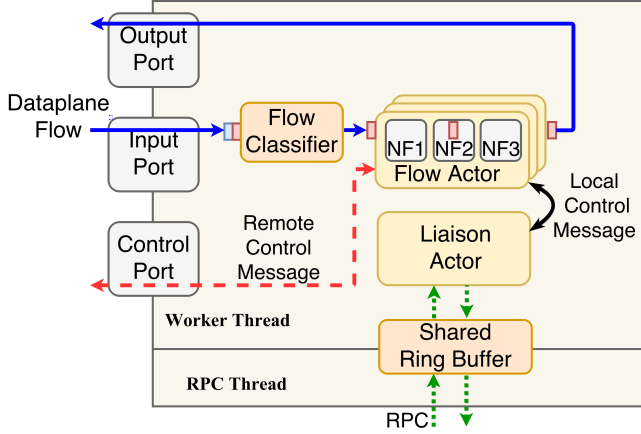 Output
Port
Dataplane
Flow
Input
Port
Flow
Classifier
NF1
NF2
NF3
Flow Actor
Local
Control
Message
Control
Port
Remote
Control
Message
Liaison
Actor
Worker Thread
Shared
Ring Buffer
RPC Thread
RPC